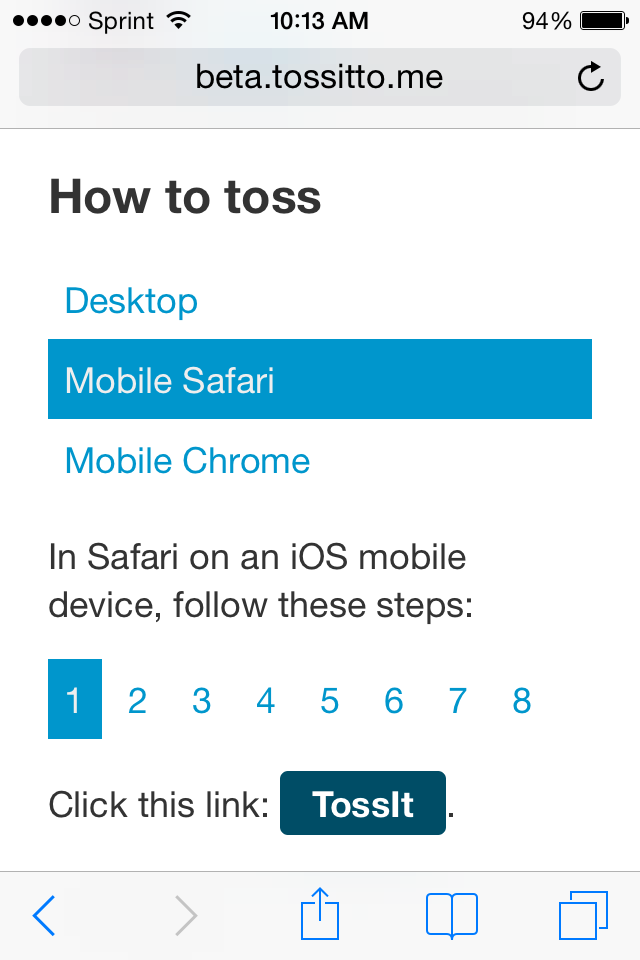 Sprint 10:13 AM 94%
beta.tossitto.me
How to toss
Desktop
Mobile Safari
Mobile Chrome
In Safari on an iOS mobile
device, follow these steps:
1 2 3 4 5 6 7 8
Click this link: TossIt.